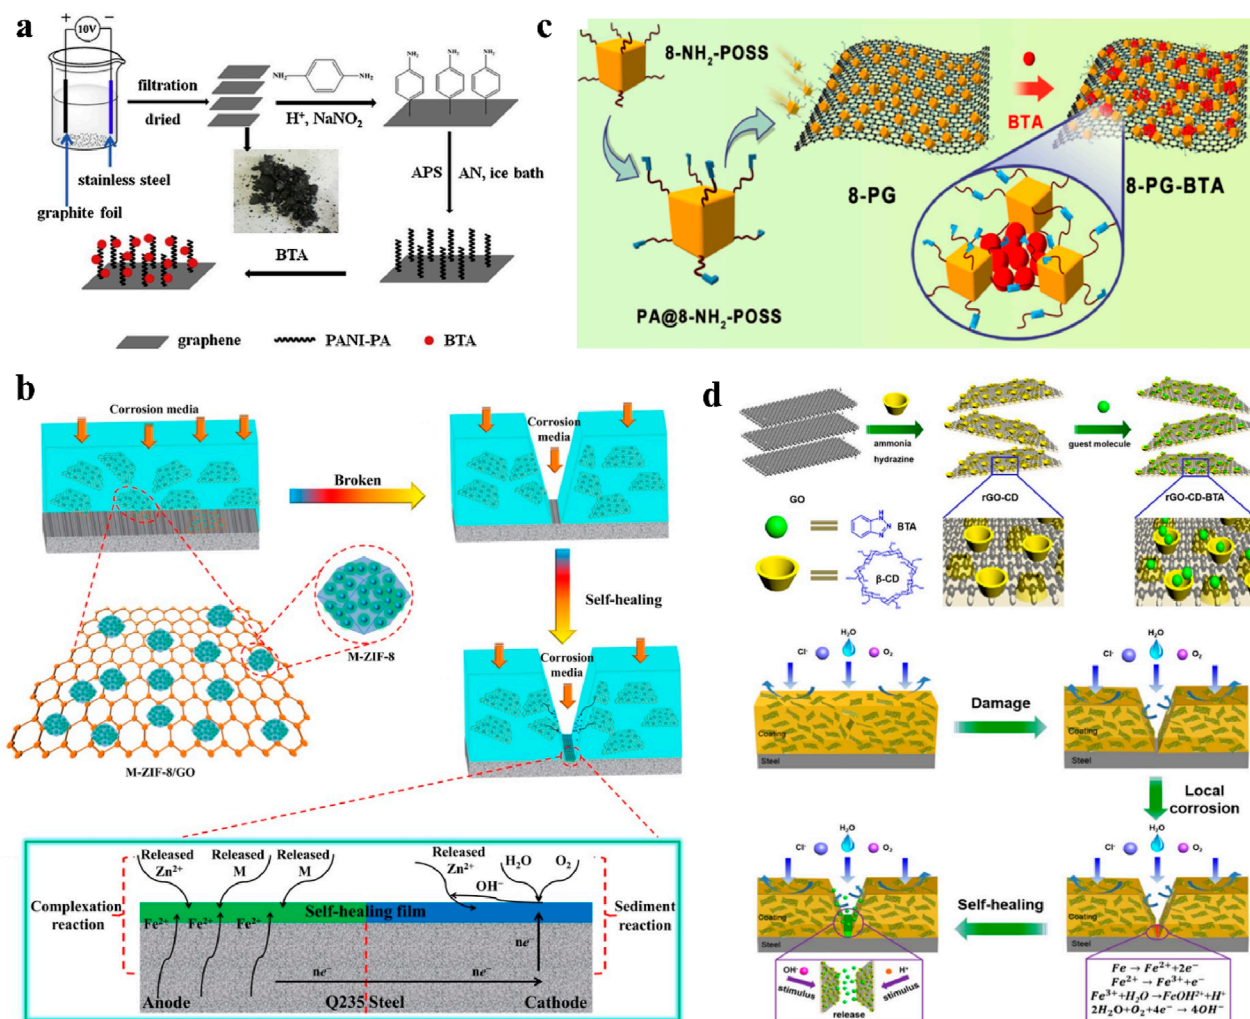 a
+
−
10V
filtration
dried
NH₂
NH₂
H⁺, NaNO₂
NH₂
NH₂
NH₂
stainless steel
graphite foil
APS
AN, ice bath
BTA
graphene
PANI-PA
BTA
c
8-NH₂-POSS
PA@8-NH₂-POSS
8-PG
BTA
8-PG-BTA
b
Corrosion media
Broken
Corrosion
media
Self-healing
M-ZIF-8
Corrosion
media
M-ZIF-8/GO
Complexation
reaction
Released
Zn²⁺
Released
M
Released
M
Released
Zn²⁺
OH⁻
H₂O
O₂
Sediment
reaction
Fe²⁺
Fe²⁺
Fe²⁺
Self-healing film
ne⁻
ne⁻
ne⁻
Anode
Q235 Steel
Cathode
d
GO
ammonia
hydrazine
rGO-CD
guest molecule
rGO-CD-BTA
BTA
β-CD
H₂O
Cl⁻
O₂
Coating
Steel
Damage
H₂O
Cl⁻
O₂
Coating
Steel
Local
corrosion
H₂O
Cl⁻
O₂
Coating
Steel
Self-healing
H₂O
Cl⁻
O₂
Coating
Steel
OH⁻
stimulus
H⁺
stimulus
release
Fe → Fe²⁺+2e⁻
Fe²⁺ → Fe³⁺+e⁻
Fe³⁺+H₂O →FeOH²⁺+H⁺
2H₂O+O₂+4e⁻ → 4OH⁻